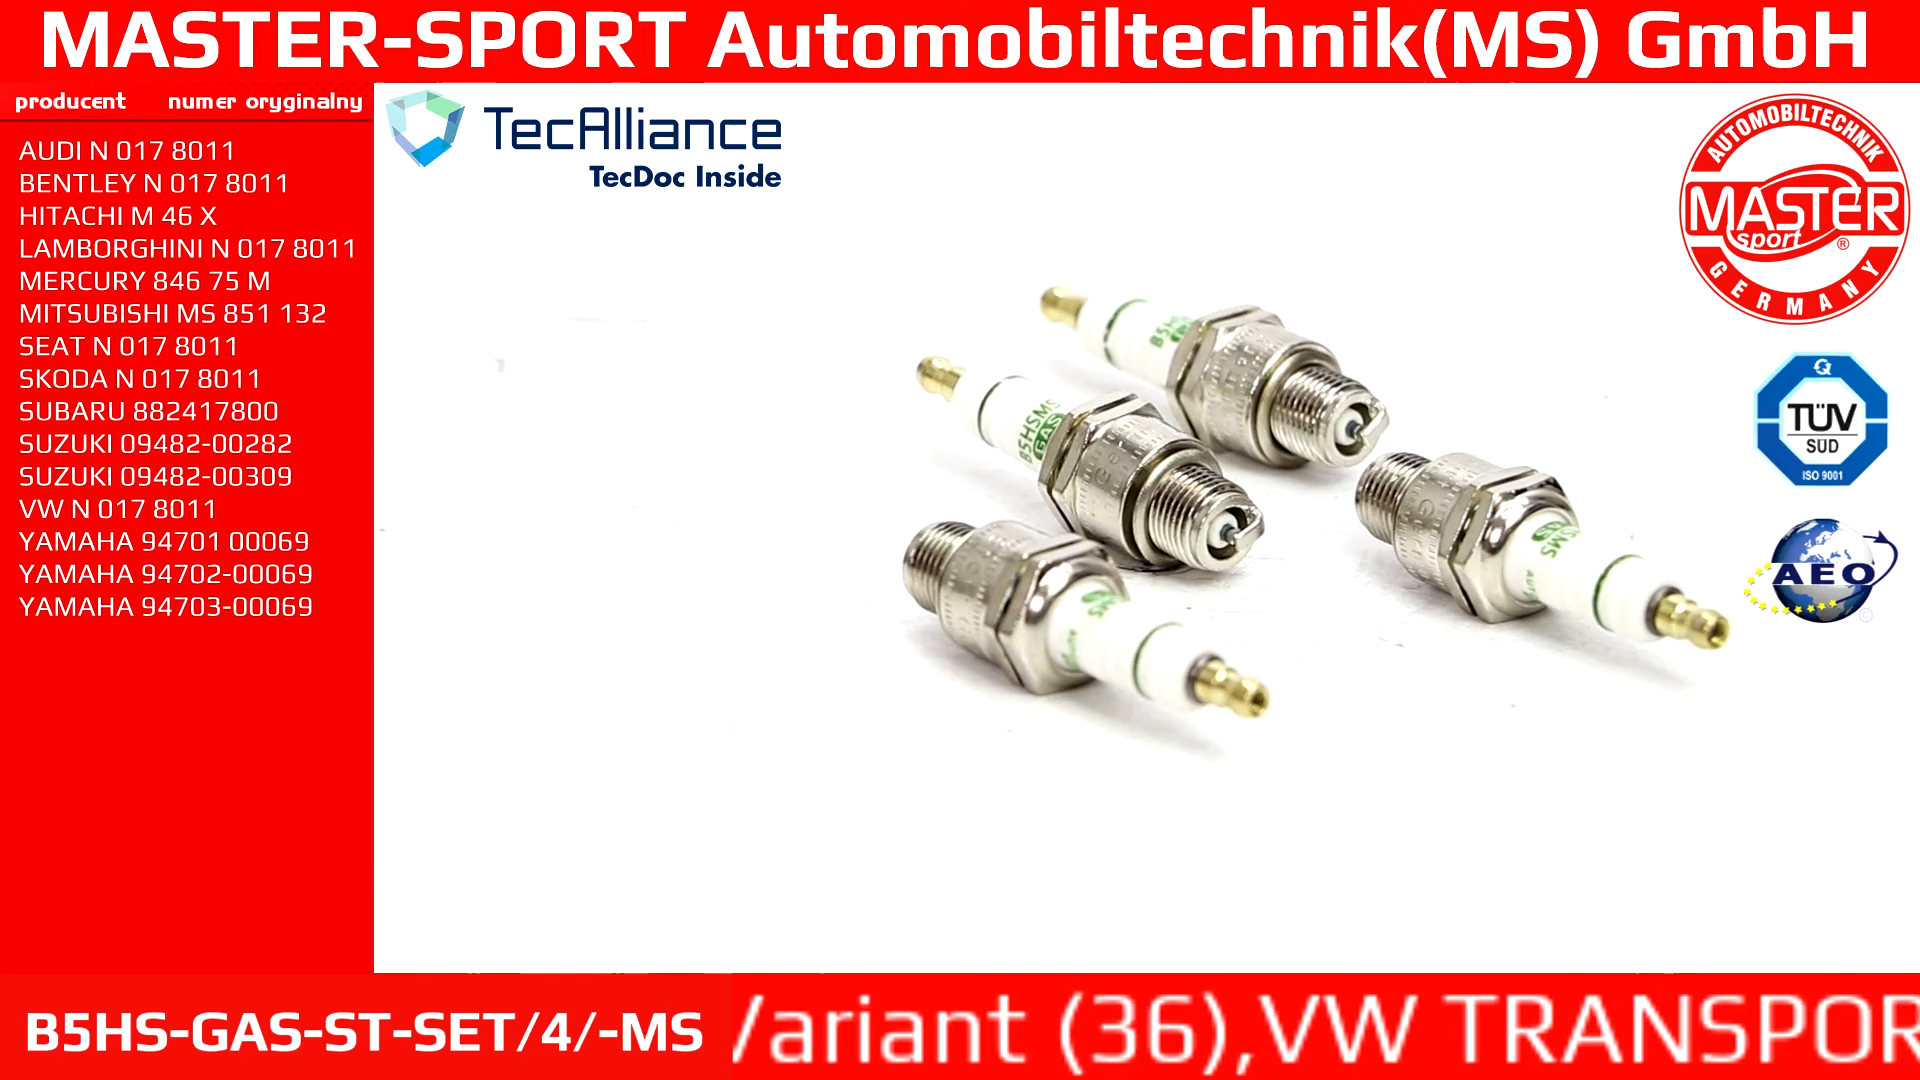 MASTER-SPORT Automobiltechnik(MS) GmbH
producent numer oryginalny
AUDI N 017 8011
BENTLEY N 017 8011
HITACHI M 46 X
LAMBORGHINI N 017 8011
MERCURY 846 75 M
MITSUBISHI MS 851 132
SEAT N 017 8011
SKODA N 017 8011
SUBARU 882417800
SUZUKI 09482-00282
SUZUKI 09482-00309
VW N 017 8011
YAMAHA 94701 00069
YAMAHA 94702-00069
YAMAHA 94703-00069
TecAlliance
TecDoc Inside
AUTOMOBILTECHNIK
MASTER
sport ®
GERMANY
Q
TÜV
SÜD
ISO 9001
AEO
©
B5HSMS
GAS
B5HS-GAS-ST-SET/4/-MS
Variant (36),VW TRANSPOR